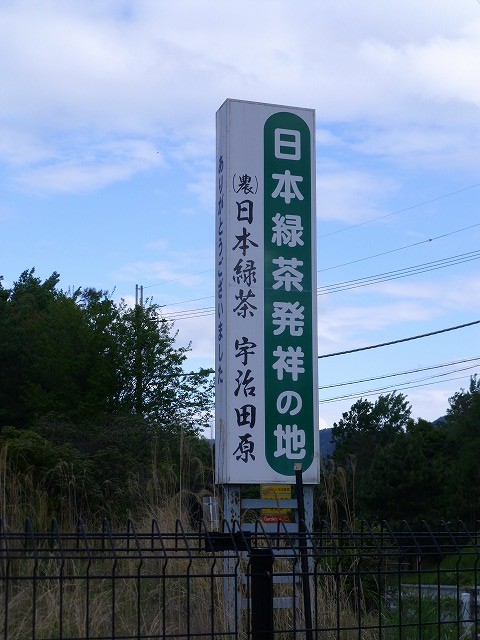 日本緑茶発祥の地
(農)日本緑茶 宇治田原
ありがとうございました